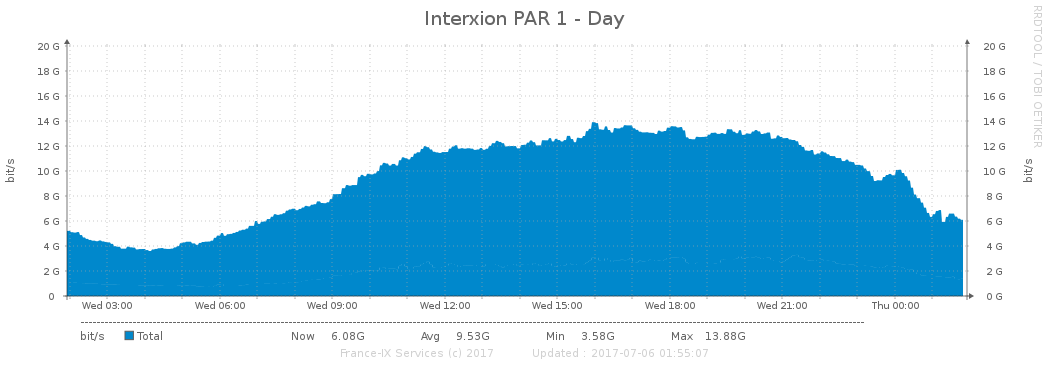 Interxion PAR 1 - Day
RRDTOOL / TOBI OETIKER
20 G 20 G
18 G 18 G
16 G 16 G
14 G 14 G
12 G 12 G
10 G 10 G
8 G 8 G
6 G 6 G
4 G 4 G
2 G 2 G
0 0 G
bit/s bit/s
Wed 03:00 Wed 06:00 Wed 09:00 Wed 12:00 Wed 15:00 Wed 18:00 Wed 21:00 Thu 00:00
bit/s Total Now 6.08G Avg 9.53G Min 3.58G Max 13.88G
France-IX Services (c) 2017 Updated : 2017-07-06 01:55:07